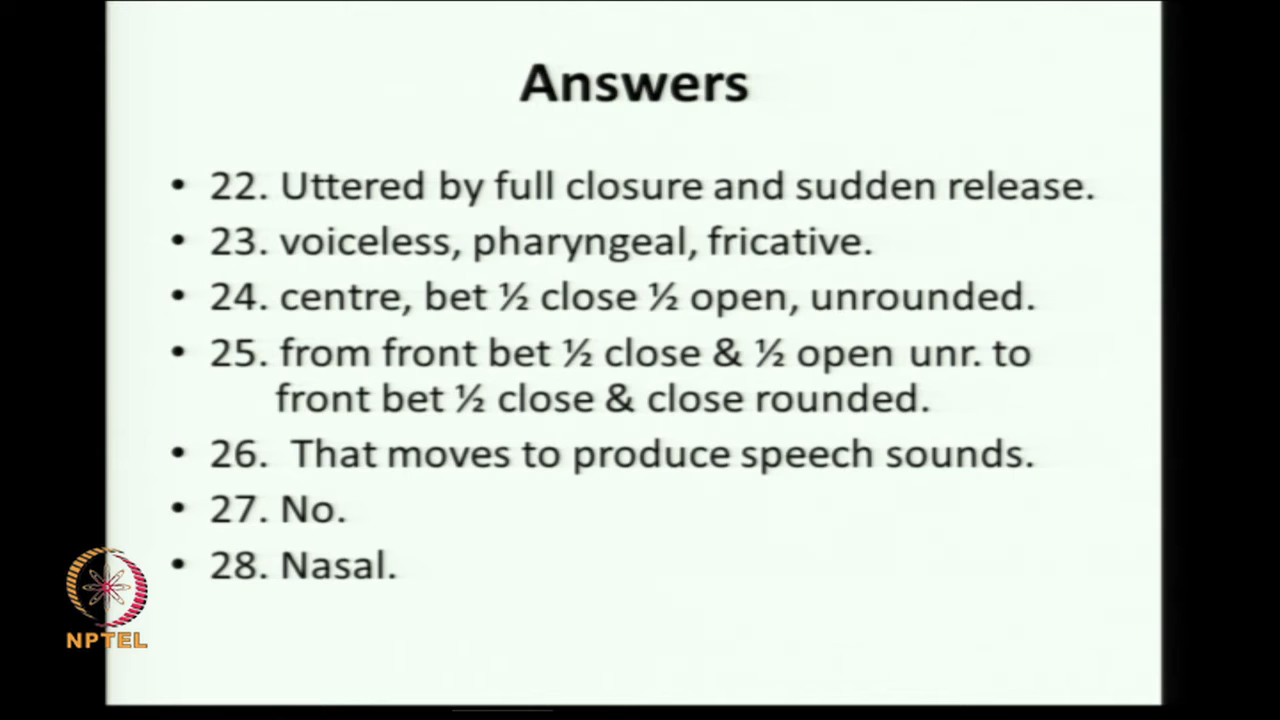 Answers
• 22. Uttered by full closure and sudden release.
• 23. voiceless, pharyngeal, fricative.
• 24. centre, bet ½ close ½ open, unrounded.
• 25. from front bet ½ close & ½ open unr. to
front bet ½ close & close rounded.
• 26. That moves to produce speech sounds.
• 27. No.
• 28. Nasal.
NPTEL